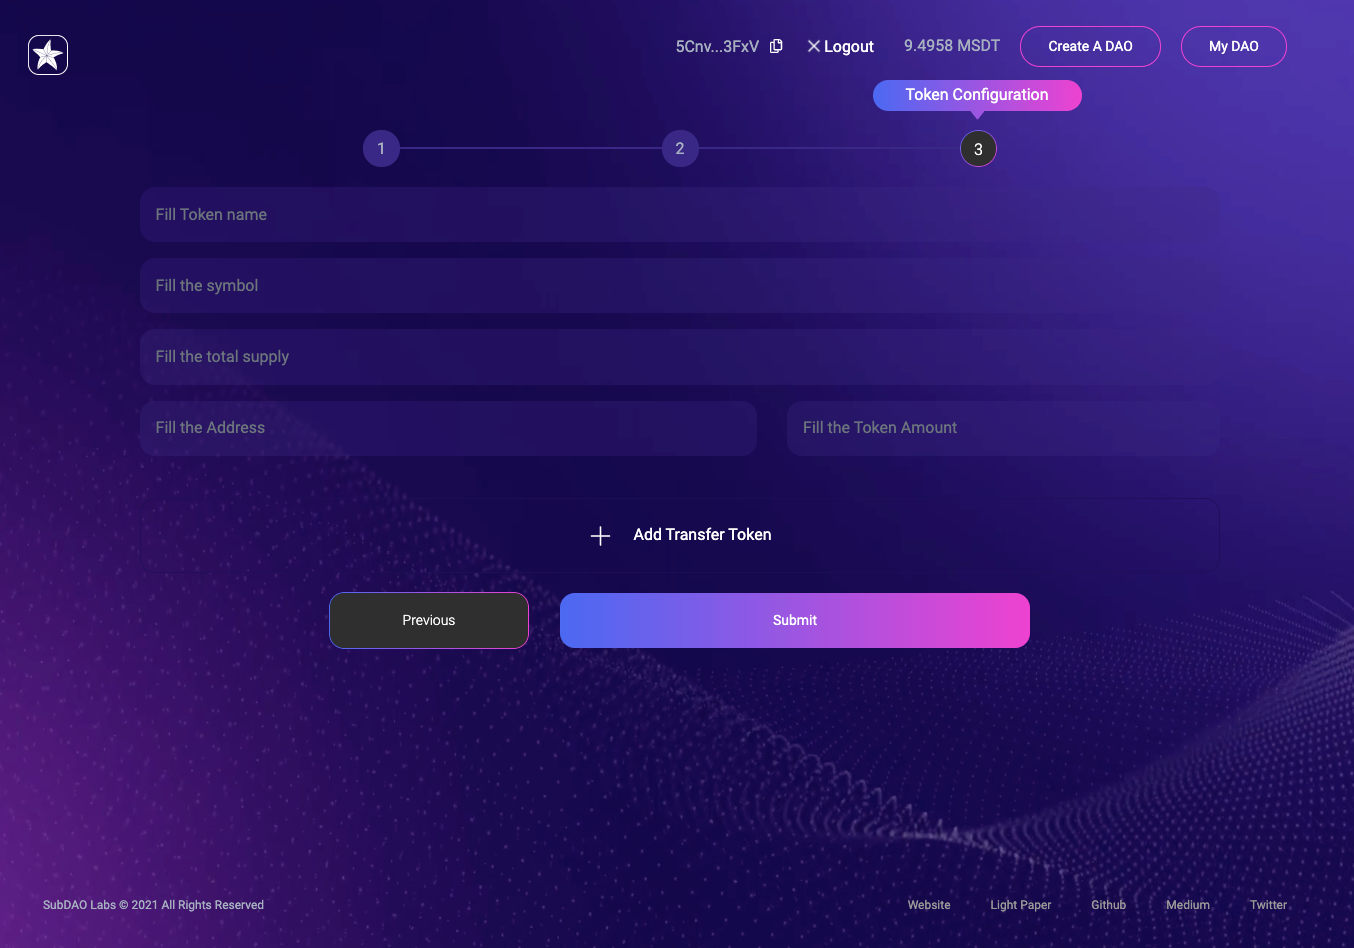 5Cnv...3FxV
Logout
9.4958 MSDT
Create A DAO
My DAO
Token Configuration
1
2
3
Fill Token name
Fill the symbol
Fill the total supply
Fill the Address
Fill the Token Amount
Add Transfer Token
Previous
Submit
SubDAO Labs © 2021 All Rights Reserved
Website
Light Paper
Github
Medium
Twitter